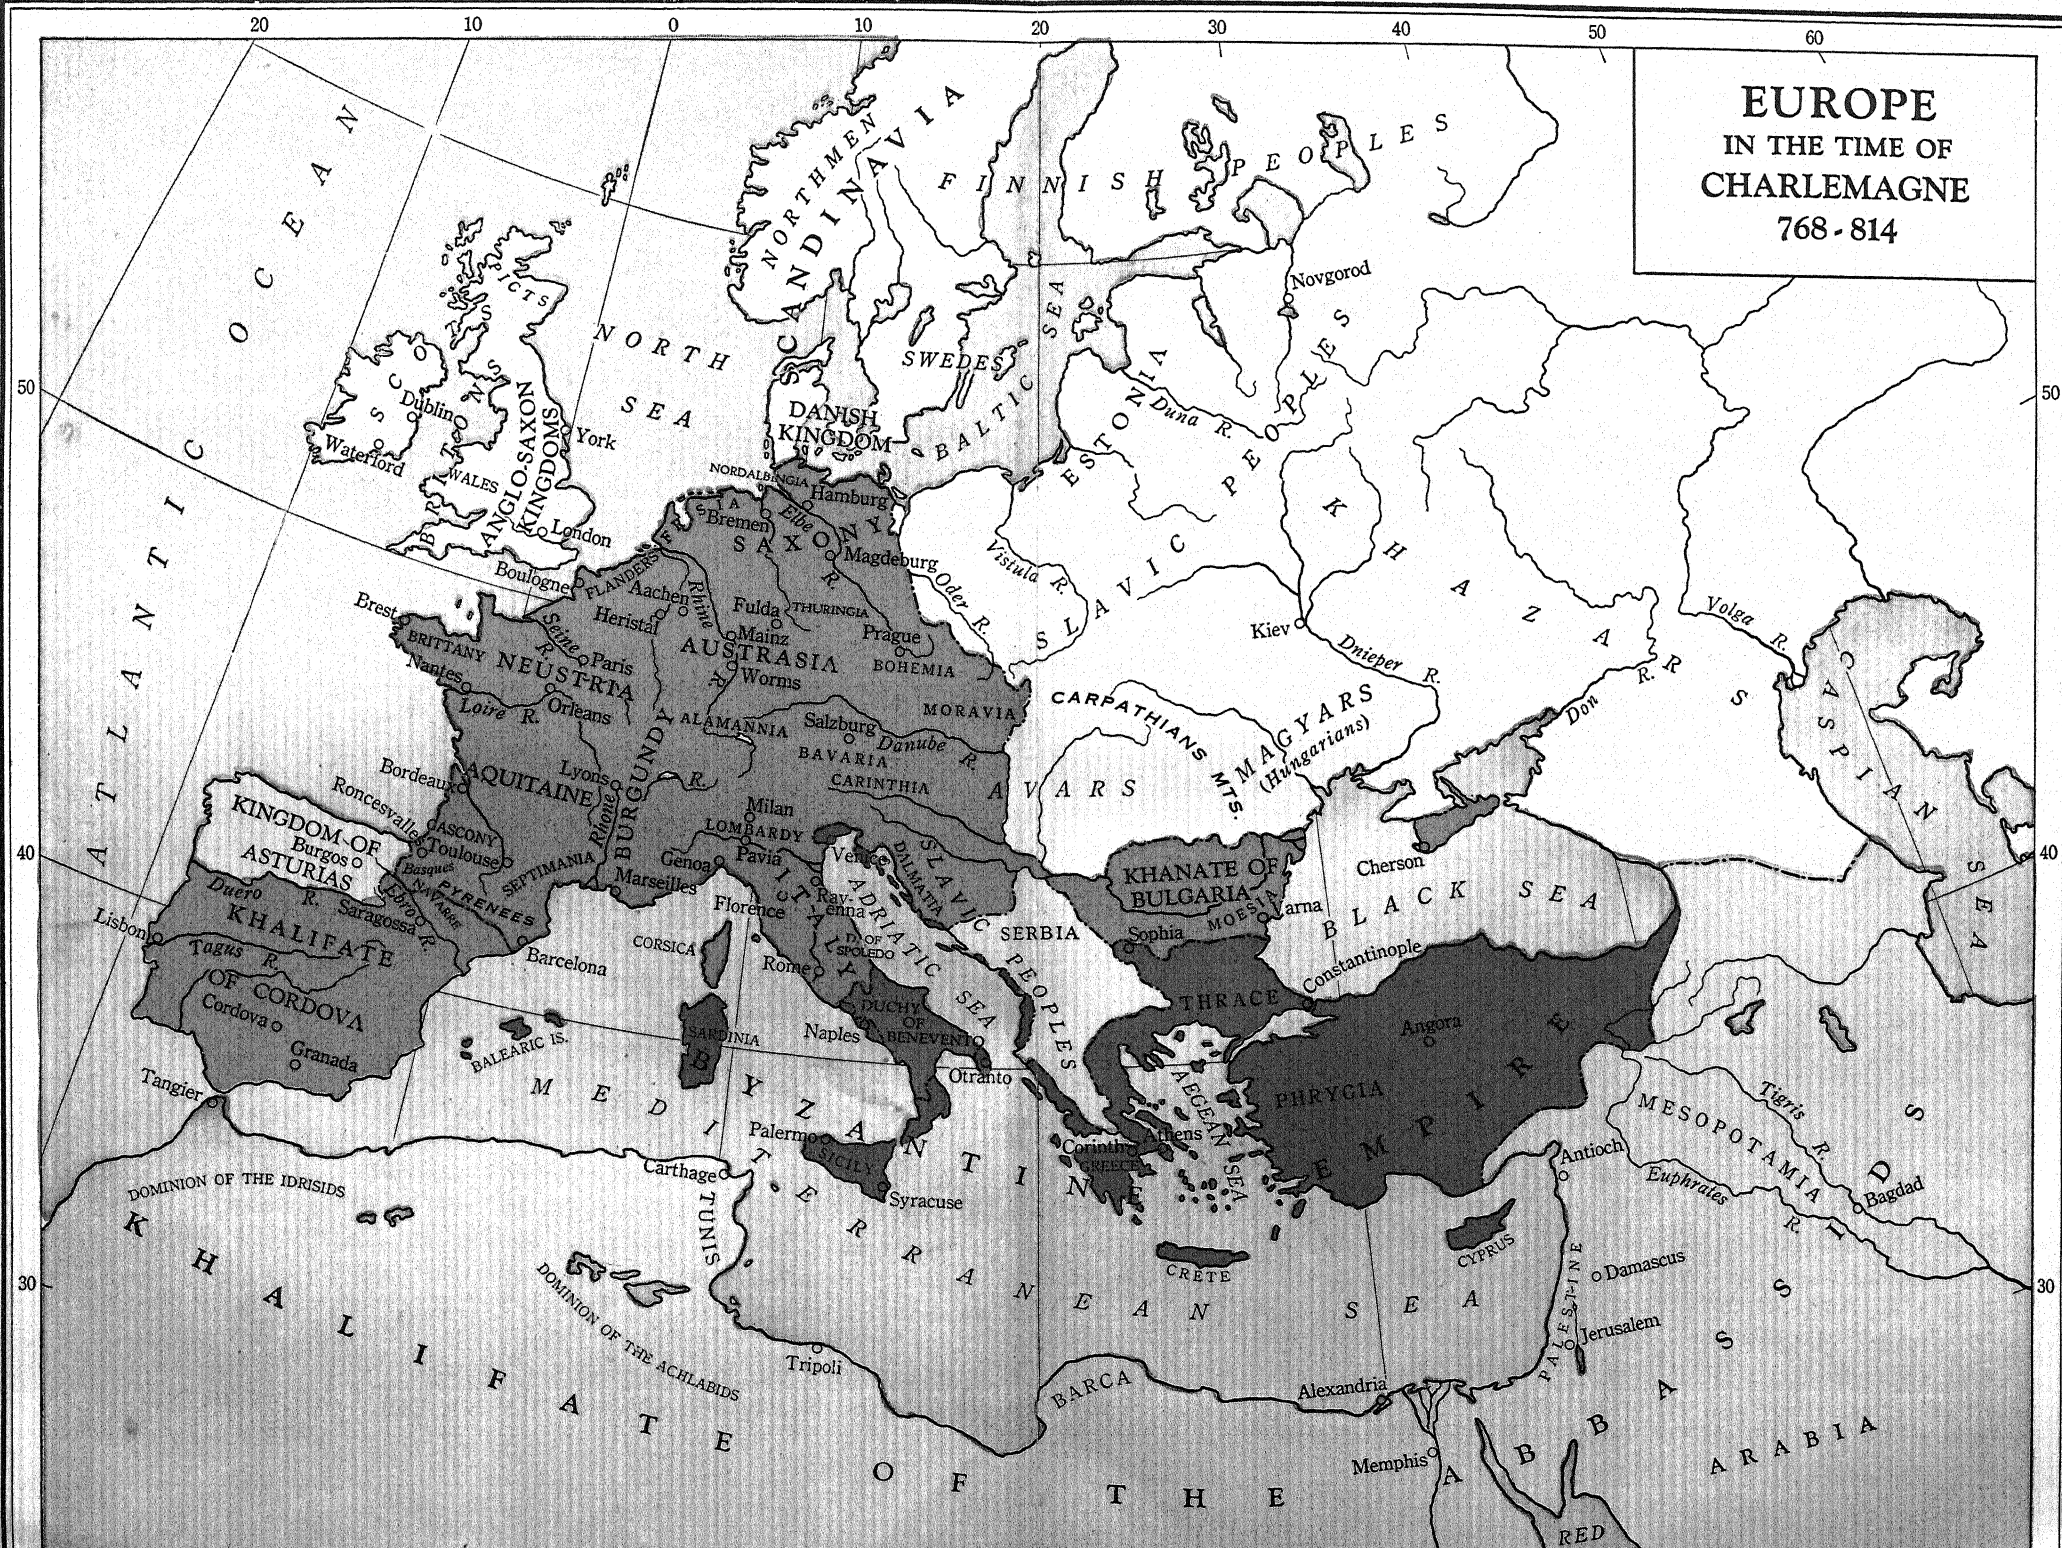 20 10 0 10 20 30 40 50 60
EUROPE
IN THE TIME OF
CHARLEMAGNE
768-814
50
40
30
50
40
30
ATLANTIC OCEAN
NORTH
SEA
SCANDINAVIA
NORTHMEN
FINNISH PEOPLES
PICTS
SCOTS
Dublin
Waterford
BRITONS
WALES
ANGLO-SAXON
KINGDOMS
York
London
SWEDES
DANISH
KINGDOM
BALTIC SEA
ESTONIA
Duna R.
Novgorod
SLAVIC PEOPLES
KHAZARS
Kiev
Dnieper R.
Don R.
Volga R.
CASPIAN SEA
NORDALBINGIA
Hamburg
FRISIA
Bremen
Elbe R.
SAXONY
Magdeburg
Oder R.
Vistula R.
Boulogne
FLANDERS
Aachen
Heristal
Rhine R.
Fulda
THURINGIA
Mainz
Prague
AUSTRASIA
BOHEMIA
Worms
Brest
BRITTANY
Nantes
NEUSTRIA
Seine R.
Paris
Orleans
Loire R.
MORAVIA
ALAMANNIA
Salzburg
Danube R.
BAVARIA
CARINTHIA
AVARS
CARPATHIANS MTS.
MAGYARS
(Hungarians)
Bordeaux
AQUITAINE
Lyons
BURGUNDY
Rhone R.
Roncesvalles
GASCONY
Toulouse
SEPTIMANIA
Basques
NAVARRE
PYRENEES
Marseilles
Milan
LOMBARDY
Genoa
Pavia
Venice
ITALY
Ravenna
Florence
D. OF
SPOLEDO
Rome
DUCHY
OF
BENEVENTO
Naples
Otranto
CORSICA
SARDINIA
DALMATIA
ADRIATIC SEA
SLAVIC PEOPLES
SERBIA
KHANATE OF
BULGARIA
MOESIA
Varna
Sophia
Cherson
BLACK SEA
Constantinople
THRACE
KINGDOM OF
ASTURIAS
Burgos
Duero R.
KHALIFATE
OF CORDOVA
Ebro R.
Saragossa
Lisbon
Tagus R.
Cordova
Granada
Barcelona
BALEARIC IS.
Tangier
MEDITERRANEAN SEA
BYZANTINE EMPIRE
Angora
PHRYGIA
AEGEAN SEA
Corinth
Athens
GREECE
CRETE
CYPRUS
Palermo
SICILY
Syracuse
Carthage
TUNIS
DOMINION OF THE IDRISIDS
DOMINION OF THE ACHLABIDS
Tripoli
BARCA
Alexandria
Memphis
Antioch
MESOPOTAMIA
Tigris R.
Euphrates R.
Bagdad
Damascus
Jerusalem
PALESTINE
KHALIFATE OF THE ABBASSIDS
ARABIA
RED